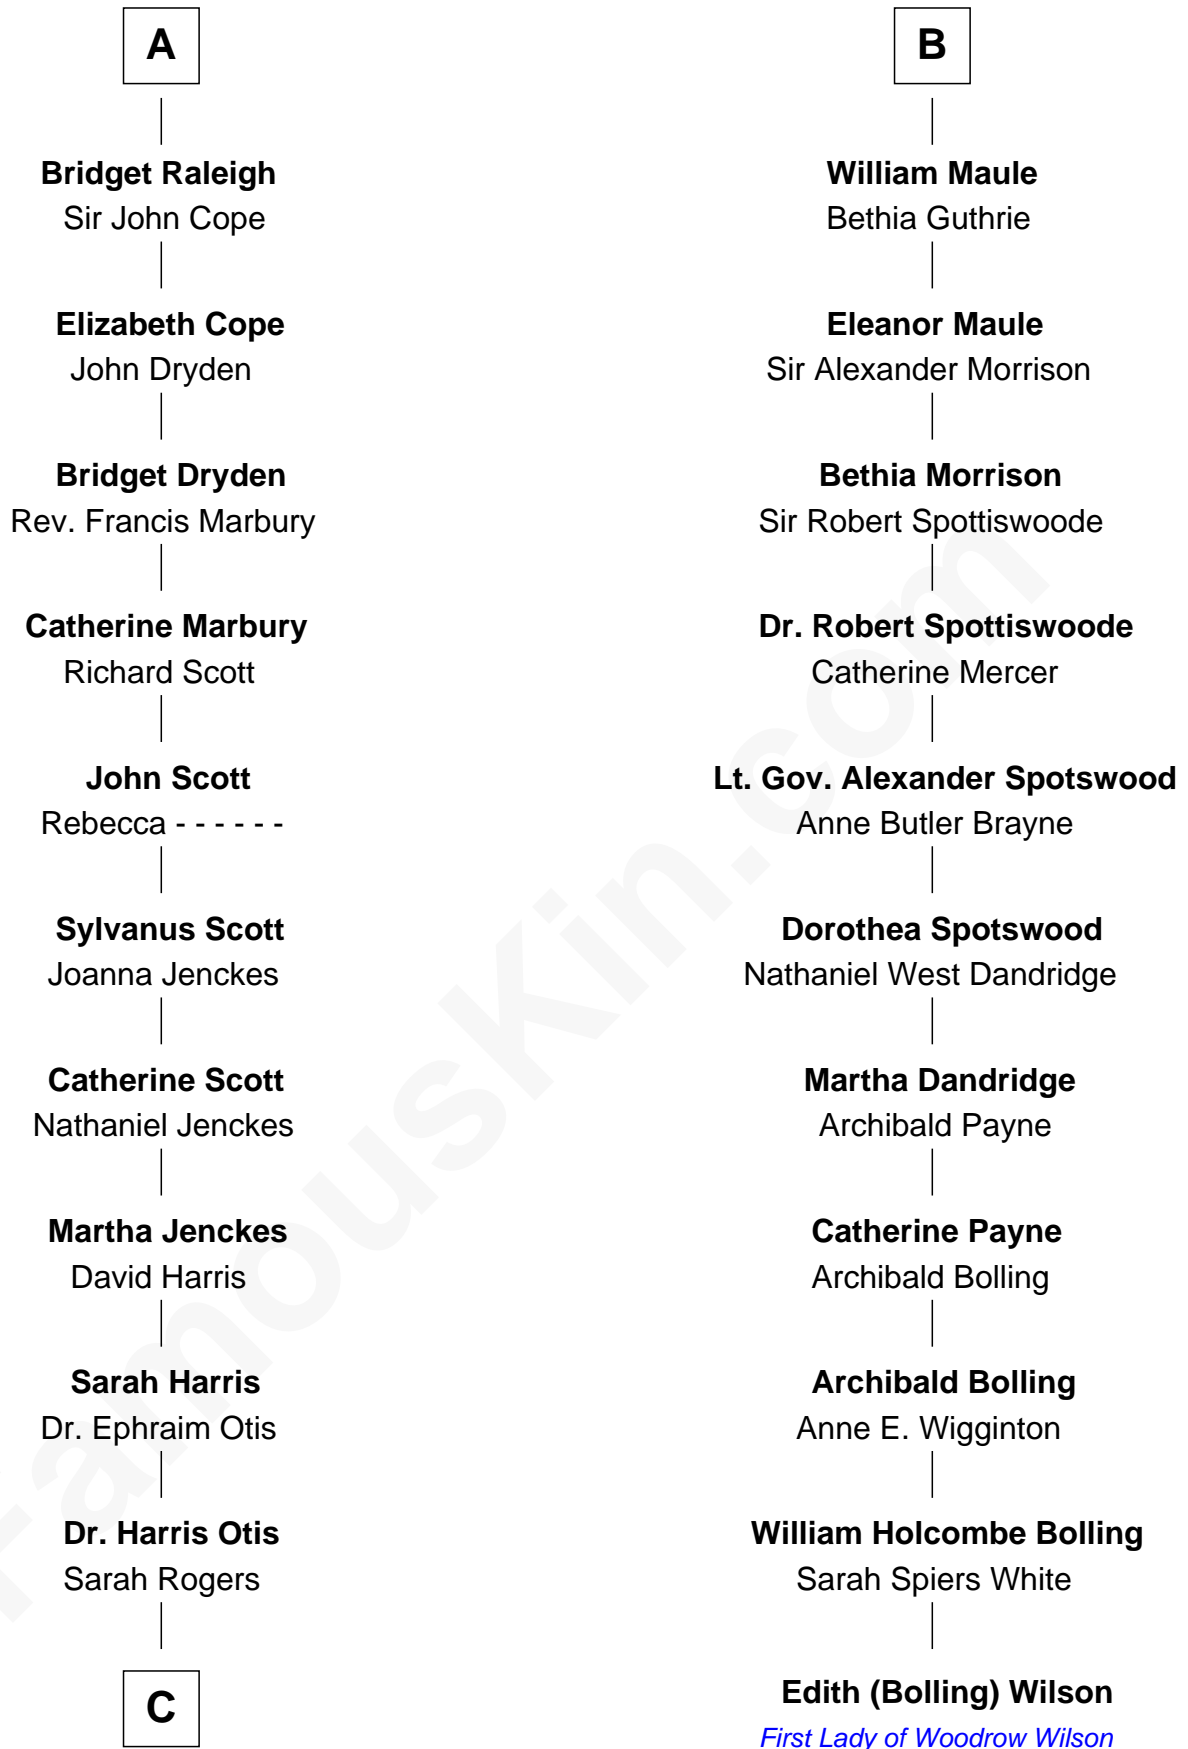 A
Bridget Raleigh
Sir John Cope
Elizabeth Cope
John Dryden
Bridget Dryden
Rev. Francis Marbury
Catherine Marbury
Richard Scott
John Scott
Rebecca - - - - - -
Sylvanus Scott
Joanna Jenckes
Catherine Scott
Nathaniel Jenckes
Martha Jenckes
David Harris
Sarah Harris
Dr. Ephraim Otis
Dr. Harris Otis
Sarah Rogers
C
B
William Maule
Bethia Guthrie
Eleanor Maule
Sir Alexander Morrison
Bethia Morrison
Sir Robert Spottiswoode
Dr. Robert Spottiswoode
Catherine Mercer
Lt. Gov. Alexander Spotswood
Anne Butler Brayne
Dorothea Spotswood
Nathaniel West Dandridge
Martha Dandridge
Archibald Payne
Catherine Payne
Archibald Bolling
Archibald Bolling
Anne E. Wigginton
William Holcombe Bolling
Sarah Spiers White
Edith (Bolling) Wilson
First Lady of Woodrow Wilson
FamousKin.com